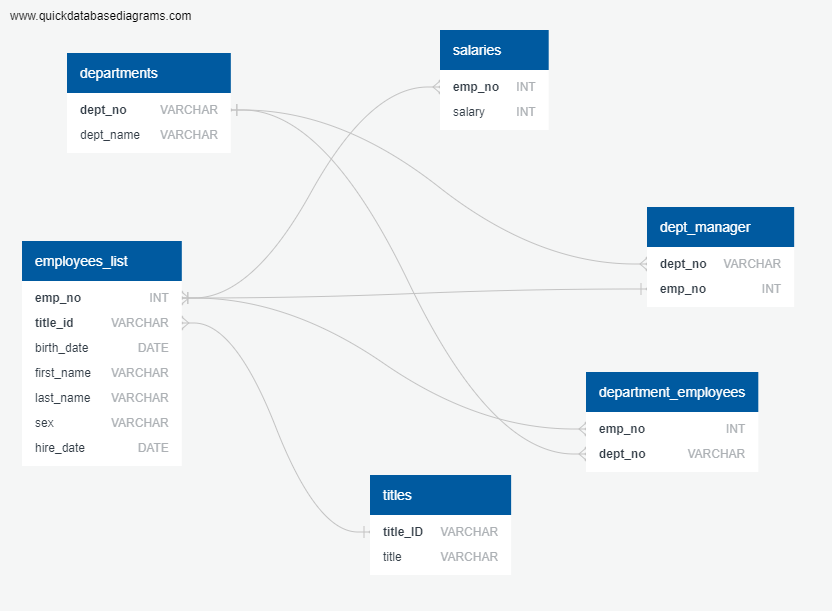 www.quickdatabasediagrams.com
departments
dept_no VARCHAR
dept_name VARCHAR
salaries
emp_no INT
salary INT
dept_manager
dept_no VARCHAR
emp_no INT
employees_list
emp_no INT
title_id VARCHAR
birth_date DATE
first_name VARCHAR
last_name VARCHAR
sex VARCHAR
hire_date DATE
department_employees
emp_no INT
dept_no VARCHAR
titles
title_ID VARCHAR
title VARCHAR